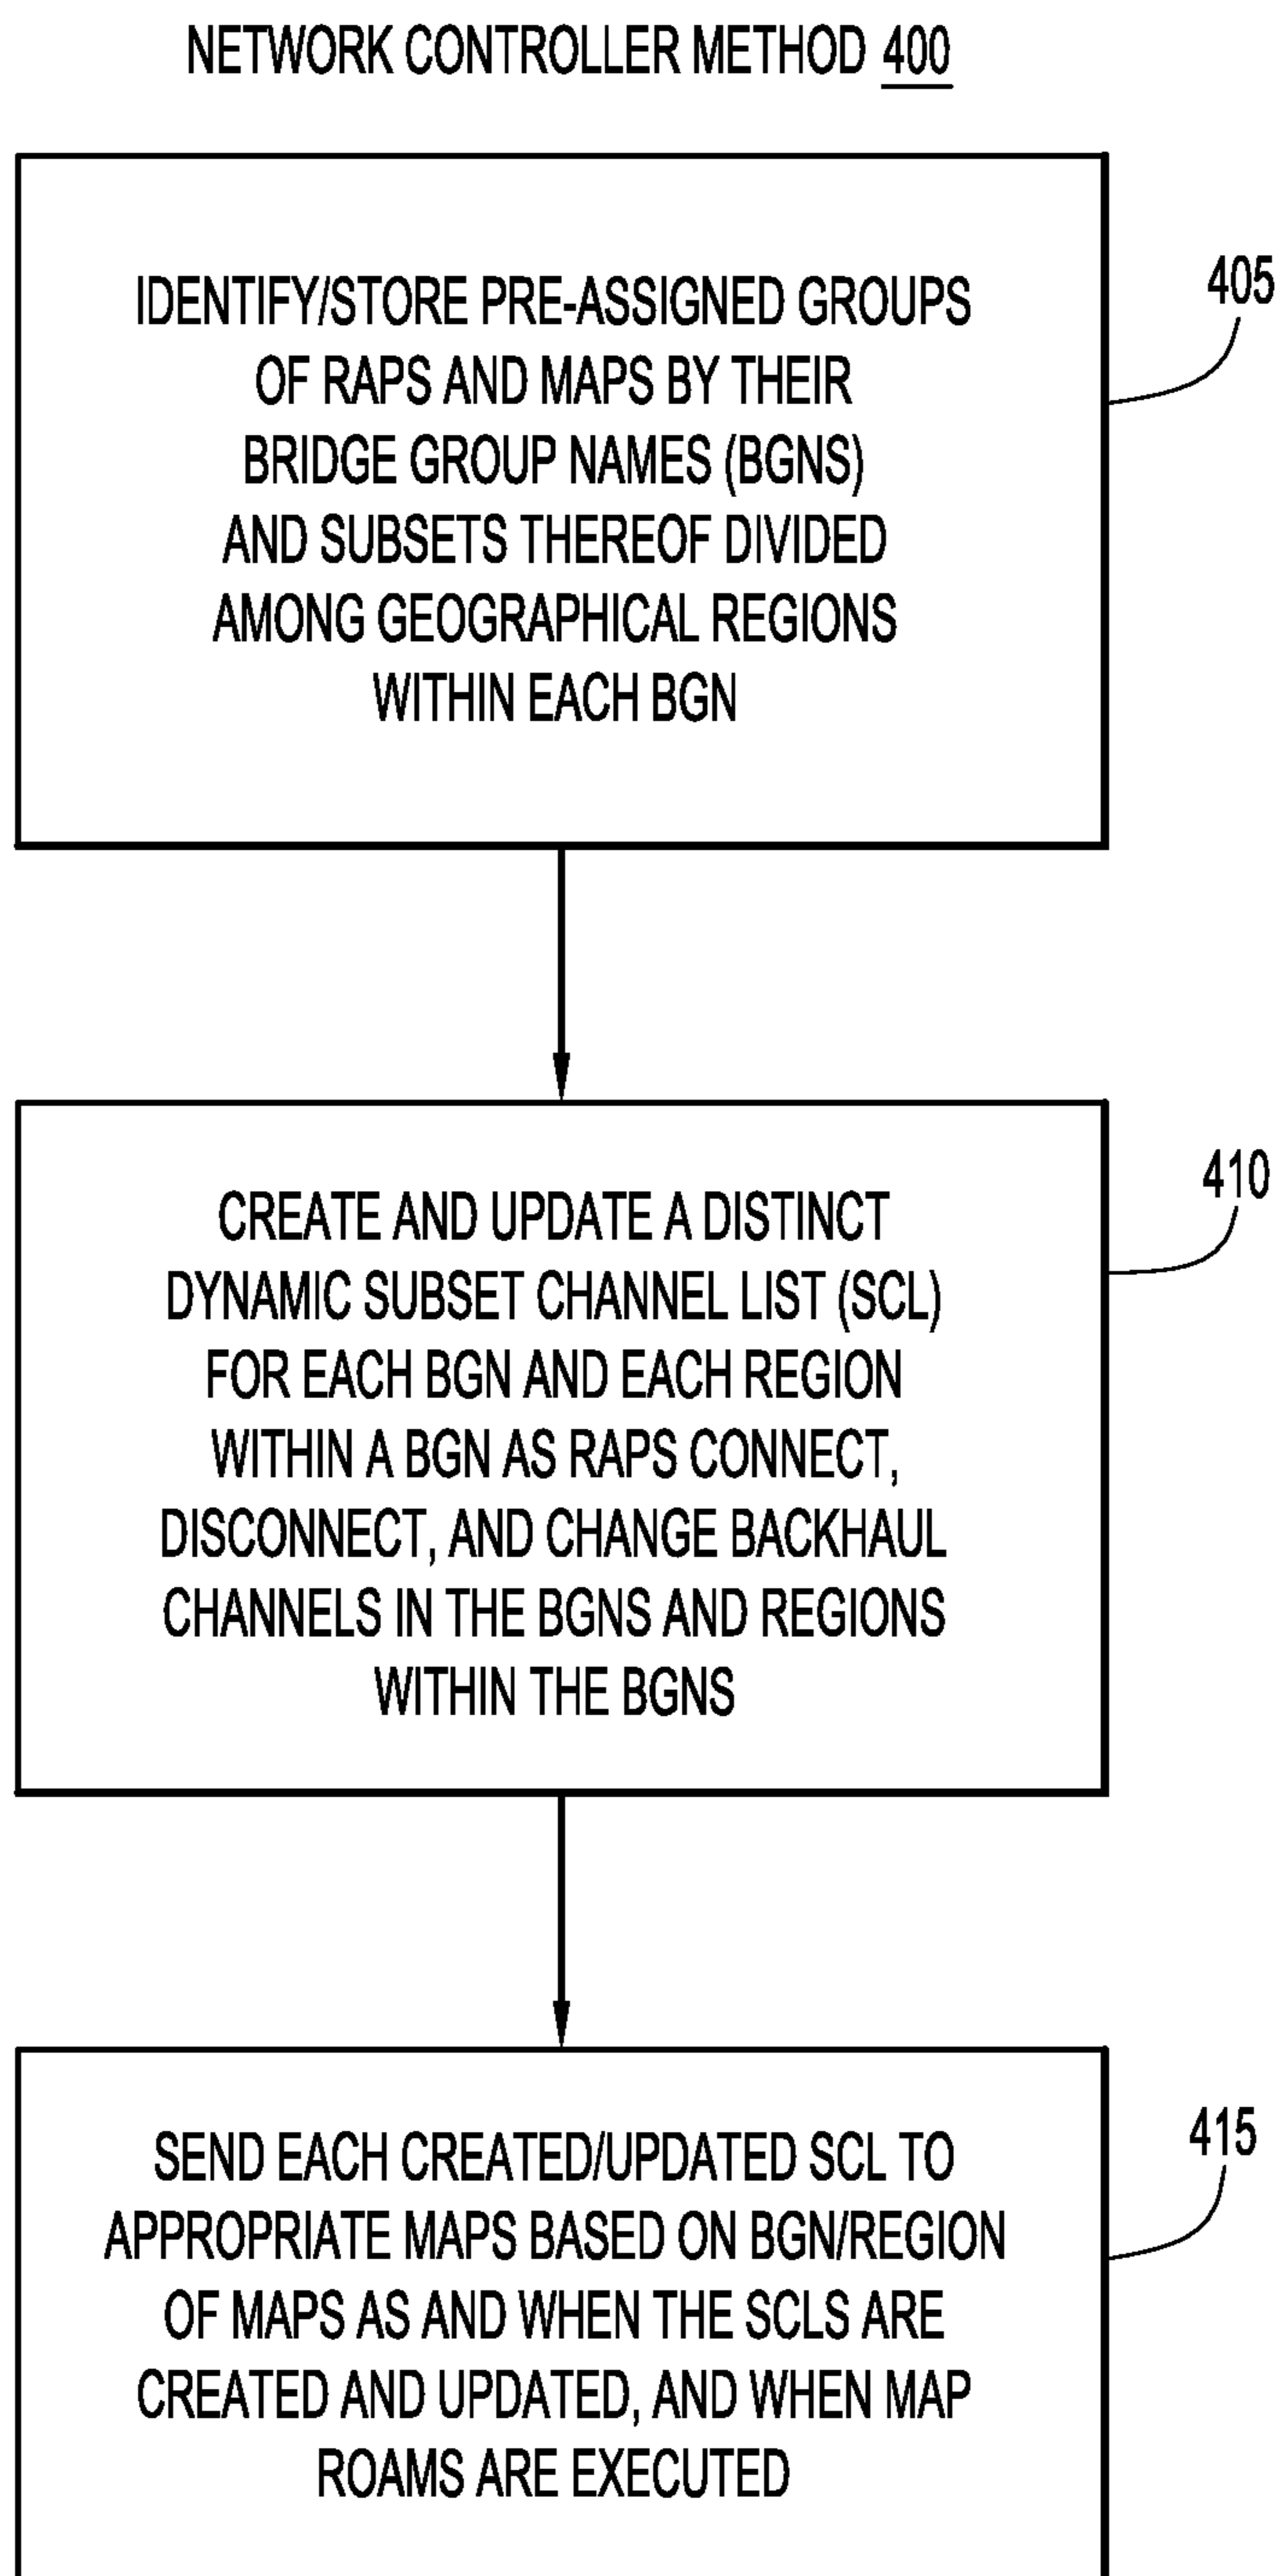 NETWORK CONTROLLER METHOD 400
IDENTIFY/STORE PRE-ASSIGNED GROUPS
OF RAPS AND MAPS BY THEIR
BRIDGE GROUP NAMES (BGNS)
AND SUBSETS THEREOF DIVIDED
AMONG GEOGRAPHICAL REGIONS
WITHIN EACH BGN
405
CREATE AND UPDATE A DISTINCT
DYNAMIC SUBSET CHANNEL LIST (SCL)
FOR EACH BGN AND EACH REGION
WITHIN A BGN AS RAPS CONNECT,
DISCONNECT, AND CHANGE BACKHAUL
CHANNELS IN THE BGNS AND REGIONS
WITHIN THE BGNS
410
SEND EACH CREATED/UPDATED SCL TO
APPROPRIATE MAPS BASED ON BGN/REGION
OF MAPS AS AND WHEN THE SCLS ARE
CREATED AND UPDATED, AND WHEN MAP
ROAMS ARE EXECUTED
415